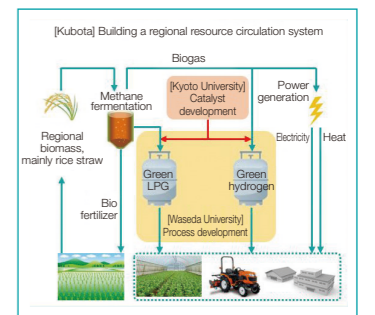 [Kubota] Building a regional resource circulation system
Biogas
Methane
fermentation
[Kyoto University]
Catalyst
development
Power
generation
Regional
biomass,
mainly rice straw
Electricity
Heat
Green
LPG
Green
hydrogen
Bio
fertilizer
[Waseda University]
Process development